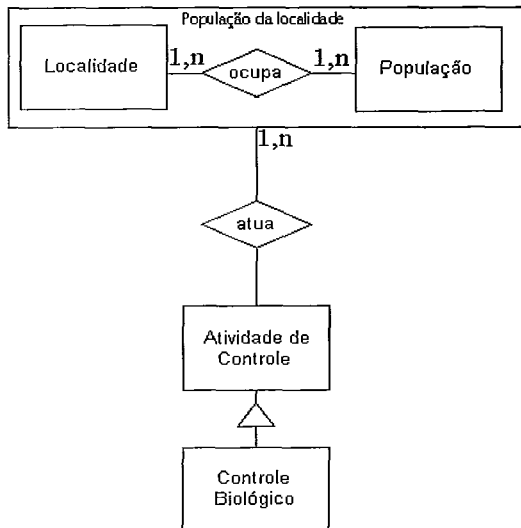 População da localidade
Localidade
1,n
ocupa
1,n
População
1,n
atua
Atividade de
Controle
Controle
Biológico